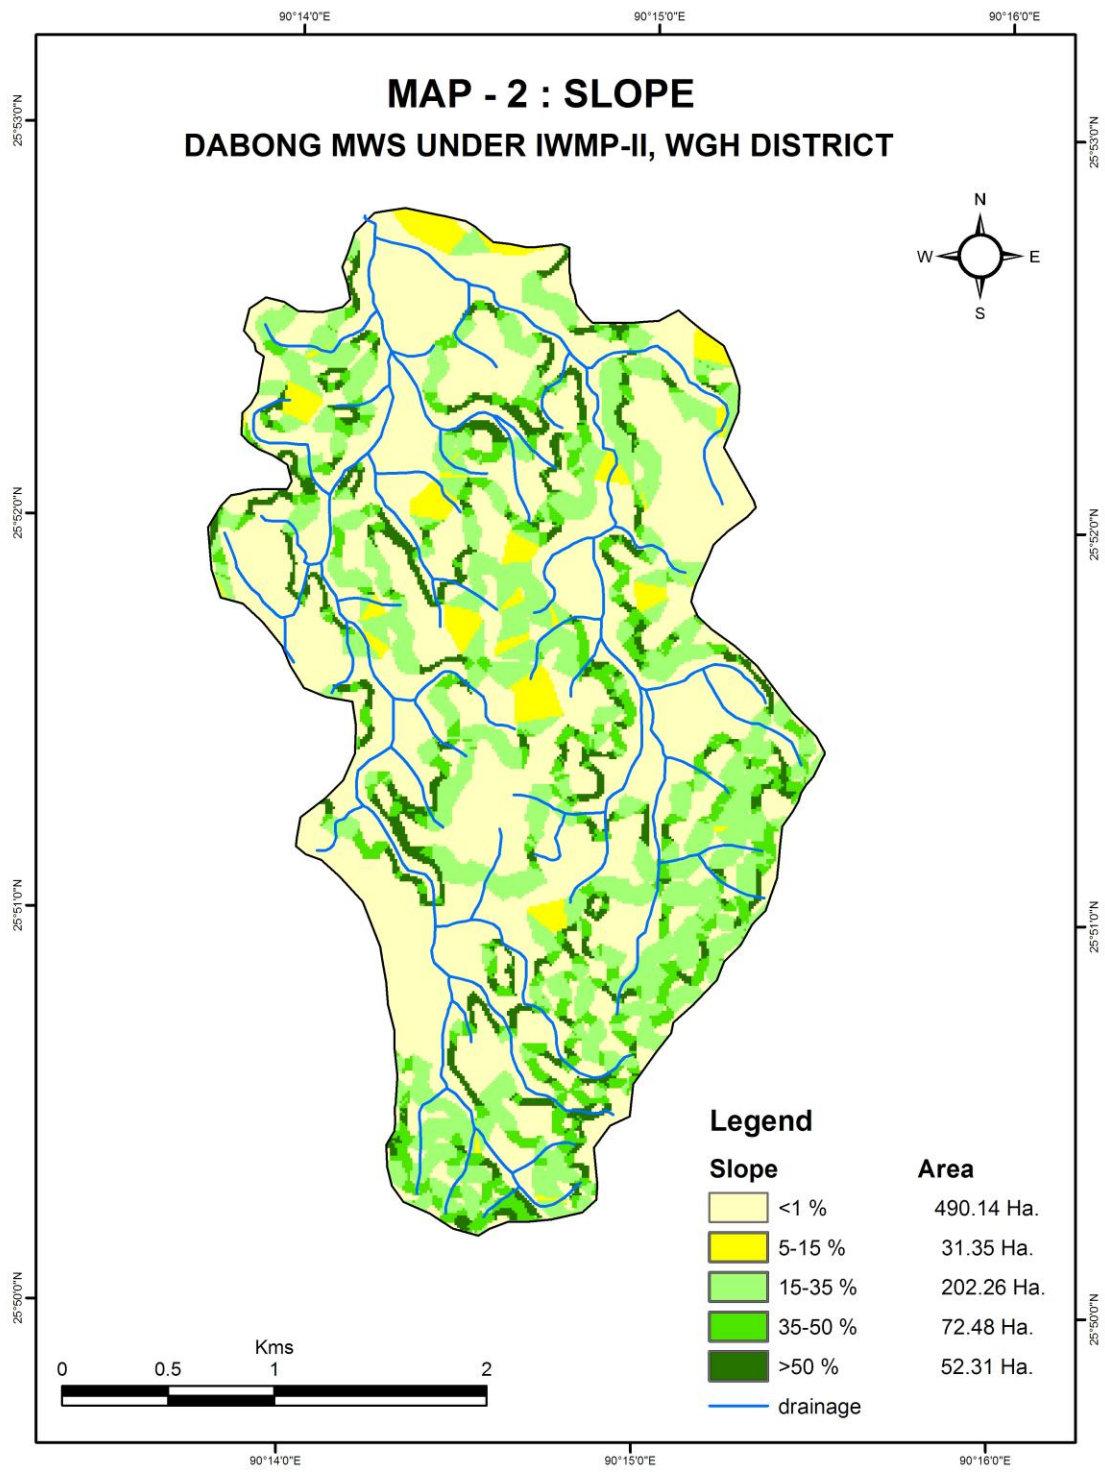 90°14'0"E 90°15'0"E 90°16'0"E
MAP - 2 : SLOPE
25°53'0"N 25°53'0"N
DABONG MWS UNDER IWMP-II, WGH DISTRICT
N
W E
S
25°52'0"N 25°52'0"N
25°51'0"N 25°51'0"N
Legend
Slope Area
<1 % 490.14 Ha.
5-15 % 31.35 Ha.
15-35 % 202.26 Ha.
35-50 % 72.48 Ha.
>50 % 52.31 Ha.
drainage
25°50'0"N 25°50'0"N
Kms
0 0.5 1 2
90°14'0"E 90°15'0"E 90°16'0"E